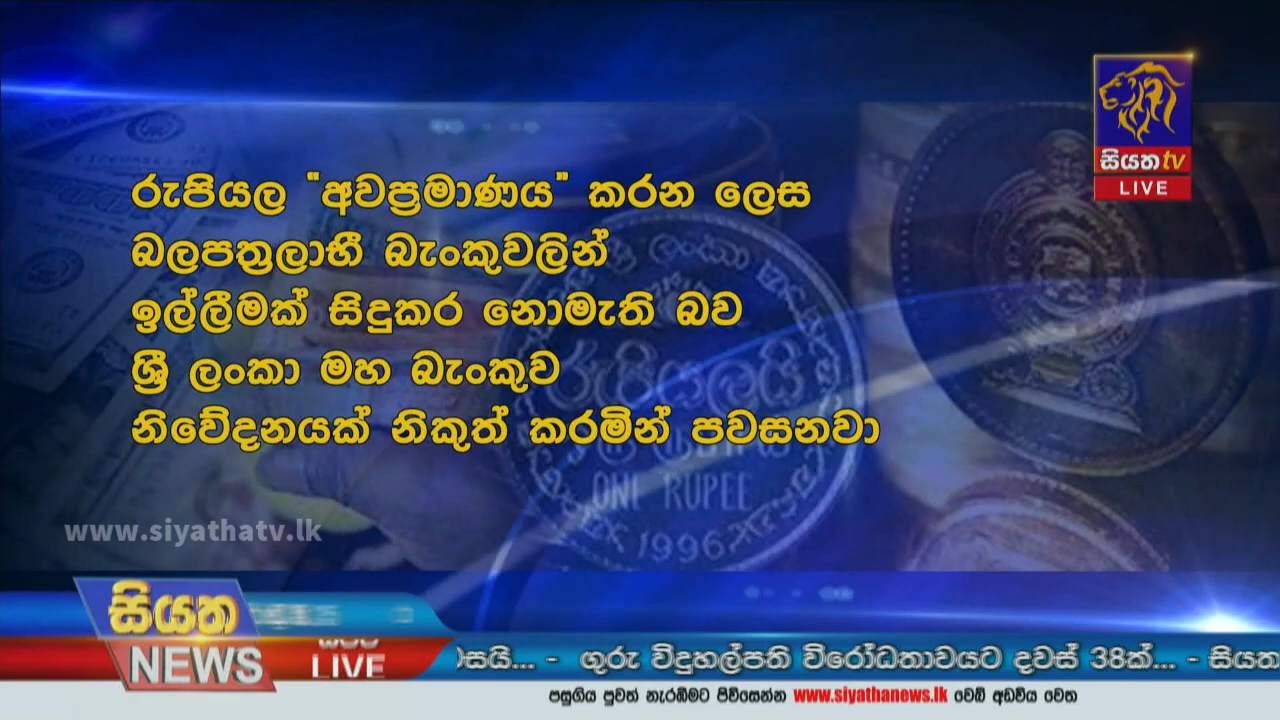 සියත tv
LIVE
රුපියල "අවප්‍රමාණය" කරන ලෙස
බලපත්‍රලාභී බැංකුවලින්
ඉල්ලීමක් සිදුකර නොමැති බව
ශ්‍රී ලංකා මහ බැංකුව
නිවේදනයක් නිකුත් කරමින් පවසනවා
ශ්‍රී ලංකා
රුපියලයි
ONE RUPEE
1996
www.siyathatv.lk
සියත
NEWS
LIVE
ගුරු විදුහල්පති විරෝධතාවයට දවස් 38ක්... - සියත
පසුගිය පුවත් නැරඹීමට පිවිසෙන්න www.siyathanews.lk වෙබ් අඩවිය වෙත